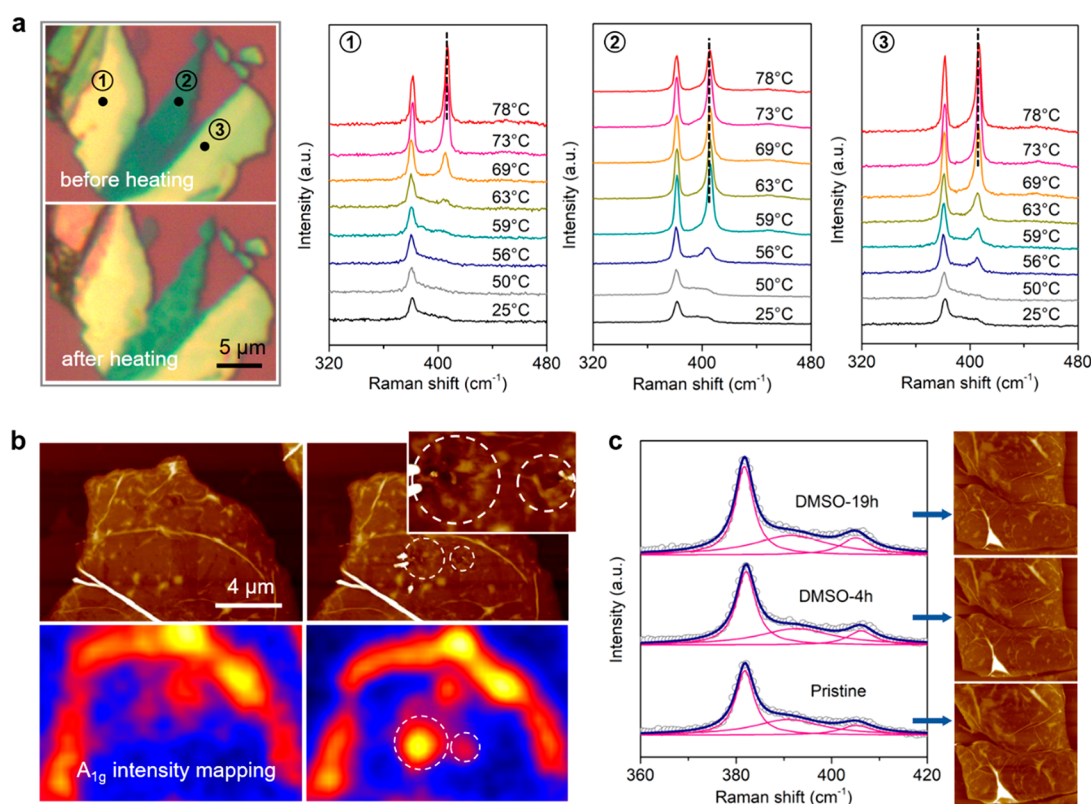 a
①
②
③
before heating
after heating
5 μm
①
78°C
73°C
69°C
63°C
59°C
56°C
50°C
25°C
Intensity (a.u.)
320 400 480
Raman shift (cm⁻¹)
②
78°C
73°C
69°C
63°C
59°C
56°C
50°C
25°C
Intensity (a.u.)
320 400 480
Raman shift (cm⁻¹)
③
78°C
73°C
69°C
63°C
59°C
56°C
50°C
25°C
Intensity (a.u.)
320 400 480
Raman shift (cm⁻¹)
b
4 μm
A₁g intensity mapping
c
DMSO-19h
DMSO-4h
Pristine
Intensity (a.u.)
360 380 400 420
Raman shift (cm⁻¹)